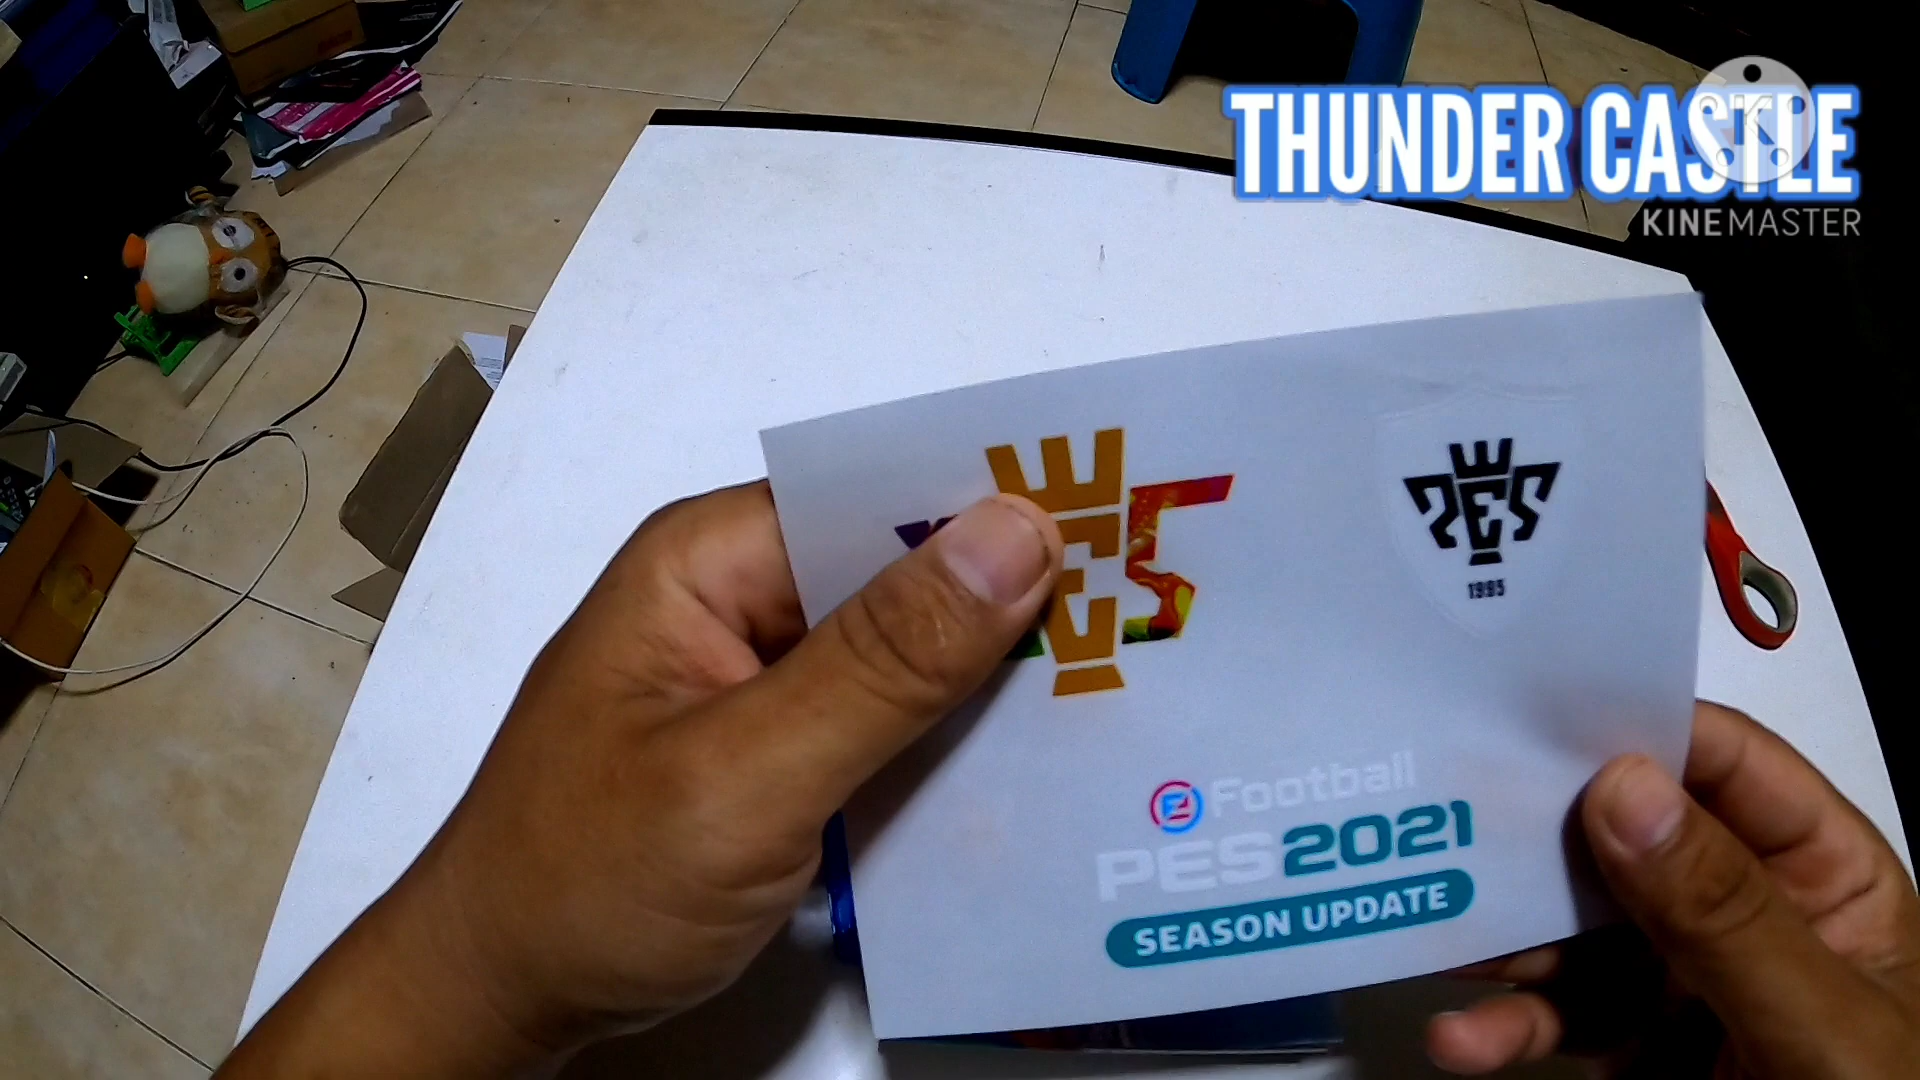 THUNDER CASTLE
KINEMASTER
PES
1995
eFootball
PES2021
SEASON UPDATE